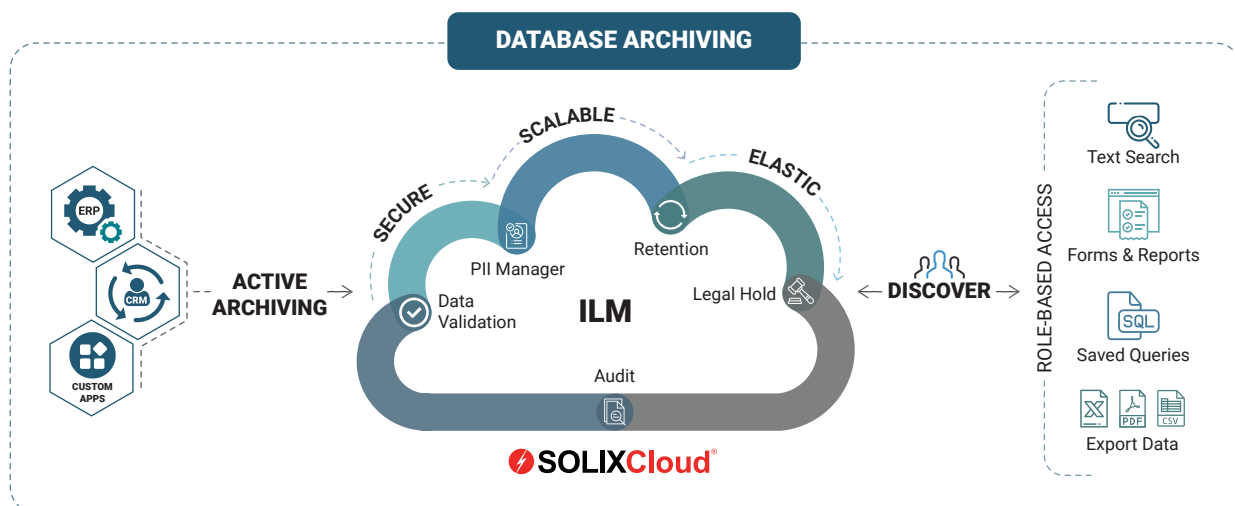 DATABASE ARCHIVING
ERP
CRM
CUSTOM
APPS
ACTIVE
ARCHIVING
SECURE
SCALABLE
ELASTIC
PII Manager
Retention
Data
Validation
Legal Hold
ILM
Audit
SOLIXCloud®
DISCOVER
ROLE-BASED ACCESS
Text Search
Forms & Reports
SQL
Saved Queries
X
PDF
CSV
Export Data